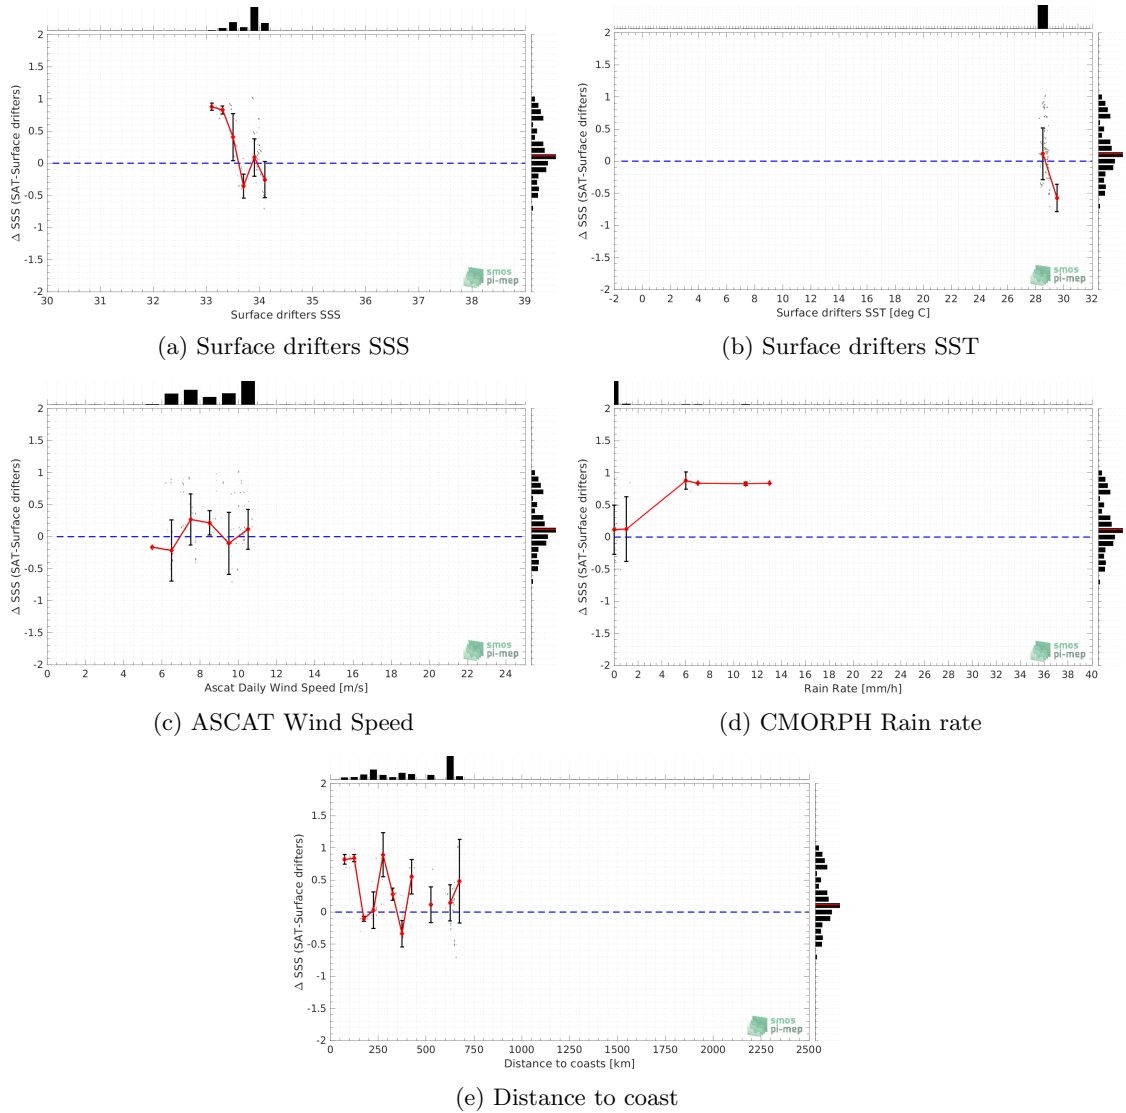 2
1.5
1
0.5
0
-0.5
-1
-1.5
-2
Δ SSS (SAT-Surface drifters)
30 31 32 33 34 35 36 37 38 39
Surface drifters SSS
smos
pi-mep
(a) Surface drifters SSS
2
1.5
1
0.5
0
-0.5
-1
-1.5
-2
Δ SSS (SAT-Surface drifters)
-2 0 2 4 6 8 10 12 14 16 18 20 22 24 26 28 30 32
Surface drifters SST [deg C]
smos
pi-mep
(b) Surface drifters SST
2
1.5
1
0.5
0
-0.5
-1
-1.5
-2
Δ SSS (SAT-Surface drifters)
0 2 4 6 8 10 12 14 16 18 20 22 24
Ascat Daily Wind Speed [m/s]
smos
pi-mep
(c) ASCAT Wind Speed
2
1.5
1
0.5
0
-0.5
-1
-1.5
-2
Δ SSS (SAT-Surface drifters)
0 2 4 6 8 10 12 14 16 18 20 22 24 26 28 30 32 34 36 38 40
Rain Rate [mm/h]
smos
pi-mep
(d) CMORPH Rain rate
2
1.5
1
0.5
0
-0.5
-1
-1.5
-2
Δ SSS (SAT-Surface drifters)
0 250 500 750 1000 1250 1500 1750 2000 2250 2500
Distance to coasts [km]
smos
pi-mep
(e) Distance to coast